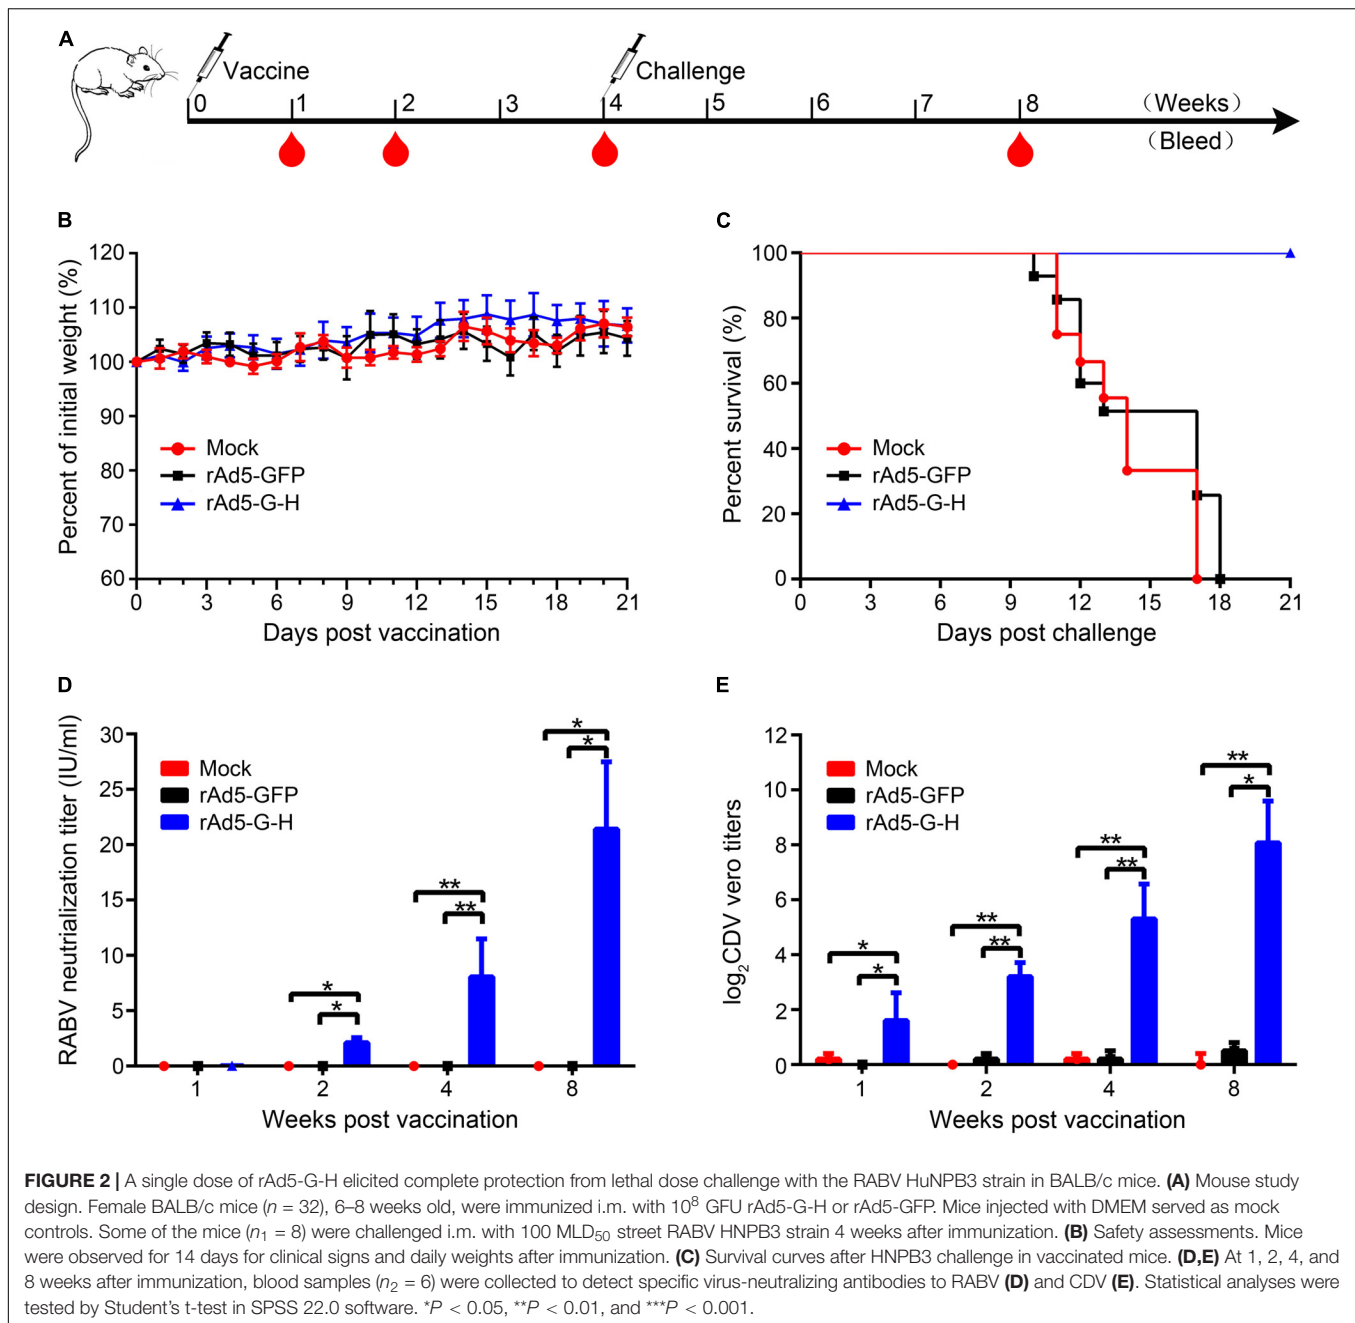 A
Vaccine
Challenge
0 1 2 3 4 5 6 7 8 （Weeks）
（Bleed）
B
Percent of initial weight (%)
120
110
100
90
80
70
60
Mock
rAd5-GFP
rAd5-G-H
0 3 6 9 12 15 18 21
Days post vaccination
C
Percent survival (%)
100
80
60
40
20
0
Mock
rAd5-GFP
rAd5-G-H
0 3 6 9 12 15 18 21
Days post challenge
D
RABV neutrialization titer (IU/ml)
30
25
20
15
10
5
0
Mock
rAd5-GFP
rAd5-G-H
* *
** **
* *
1 2 4 8
Weeks post vaccination
E
log₂CDV vero titers
12
10
8
6
4
2
0
Mock
rAd5-GFP
rAd5-G-H
* *
** **
** **
** *
1 2 4 8
Weeks post vaccination
FIGURE 2 | A single dose of rAd5-G-H elicited complete protection from lethal dose challenge with the RABV HuNPB3 strain in BALB/c mice. (A) Mouse study
design. Female BALB/c mice (n = 32), 6–8 weeks old, were immunized i.m. with 10⁸ GFU rAd5-G-H or rAd5-GFP. Mice injected with DMEM served as mock
controls. Some of the mice (n₁ = 8) were challenged i.m. with 100 MLD₅₀ street RABV HNPB3 strain 4 weeks after immunization. (B) Safety assessments. Mice
were observed for 14 days for clinical signs and daily weights after immunization. (C) Survival curves after HNPB3 challenge in vaccinated mice. (D,E) At 1, 2, 4, and
8 weeks after immunization, blood samples (n₂ = 6) were collected to detect specific virus-neutralizing antibodies to RABV (D) and CDV (E). Statistical analyses were
tested by Student's t-test in SPSS 22.0 software. *P < 0.05, **P < 0.01, and ***P < 0.001.